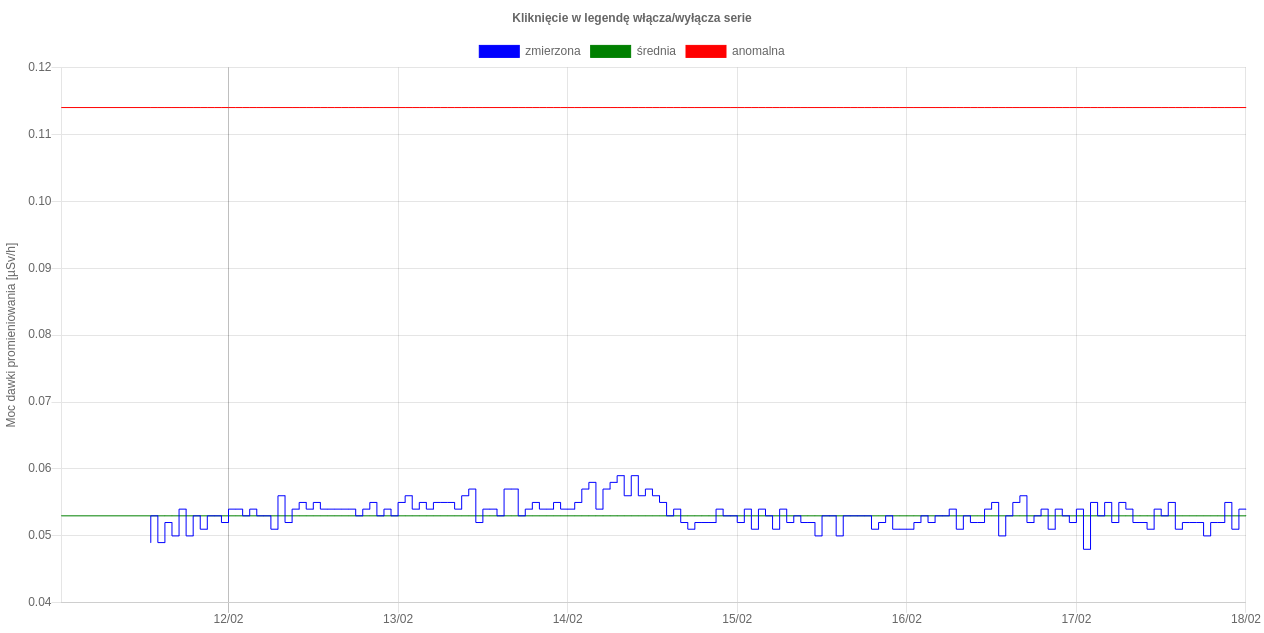 Kliknięcie w legendę włącza/wyłącza serie
zmierzona średnia anomalna
Moc dawki promieniowania [µSv/h]
0.12
0.11
0.10
0.09
0.08
0.07
0.06
0.05
0.04
12/02 13/02 14/02 15/02 16/02 17/02 18/02